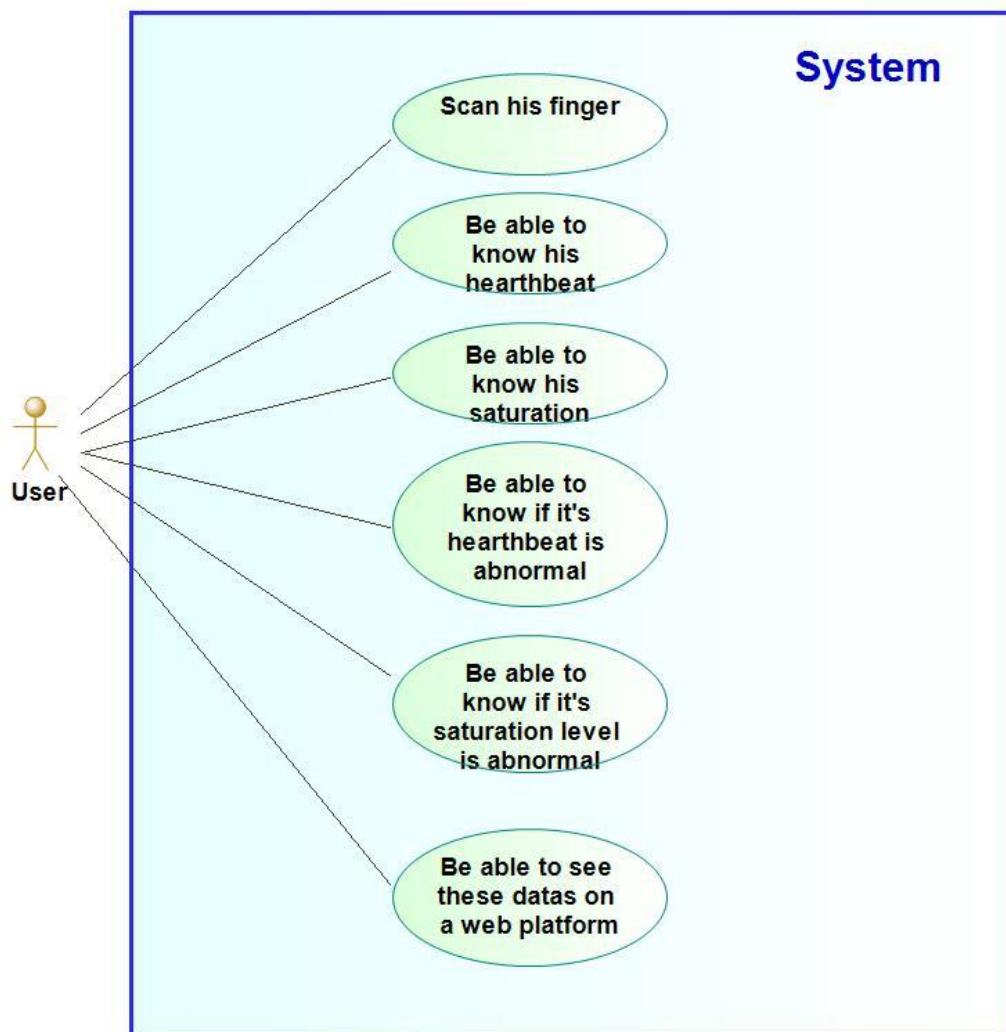 System
Scan his finger
Be able to
know his
hearthbeat
Be able to
know his
saturation
User
Be able to
know if it's
hearthbeat is
abnormal
Be able to
know if it's
saturation level
is abnormal
Be able to see
these datas on
a web platform